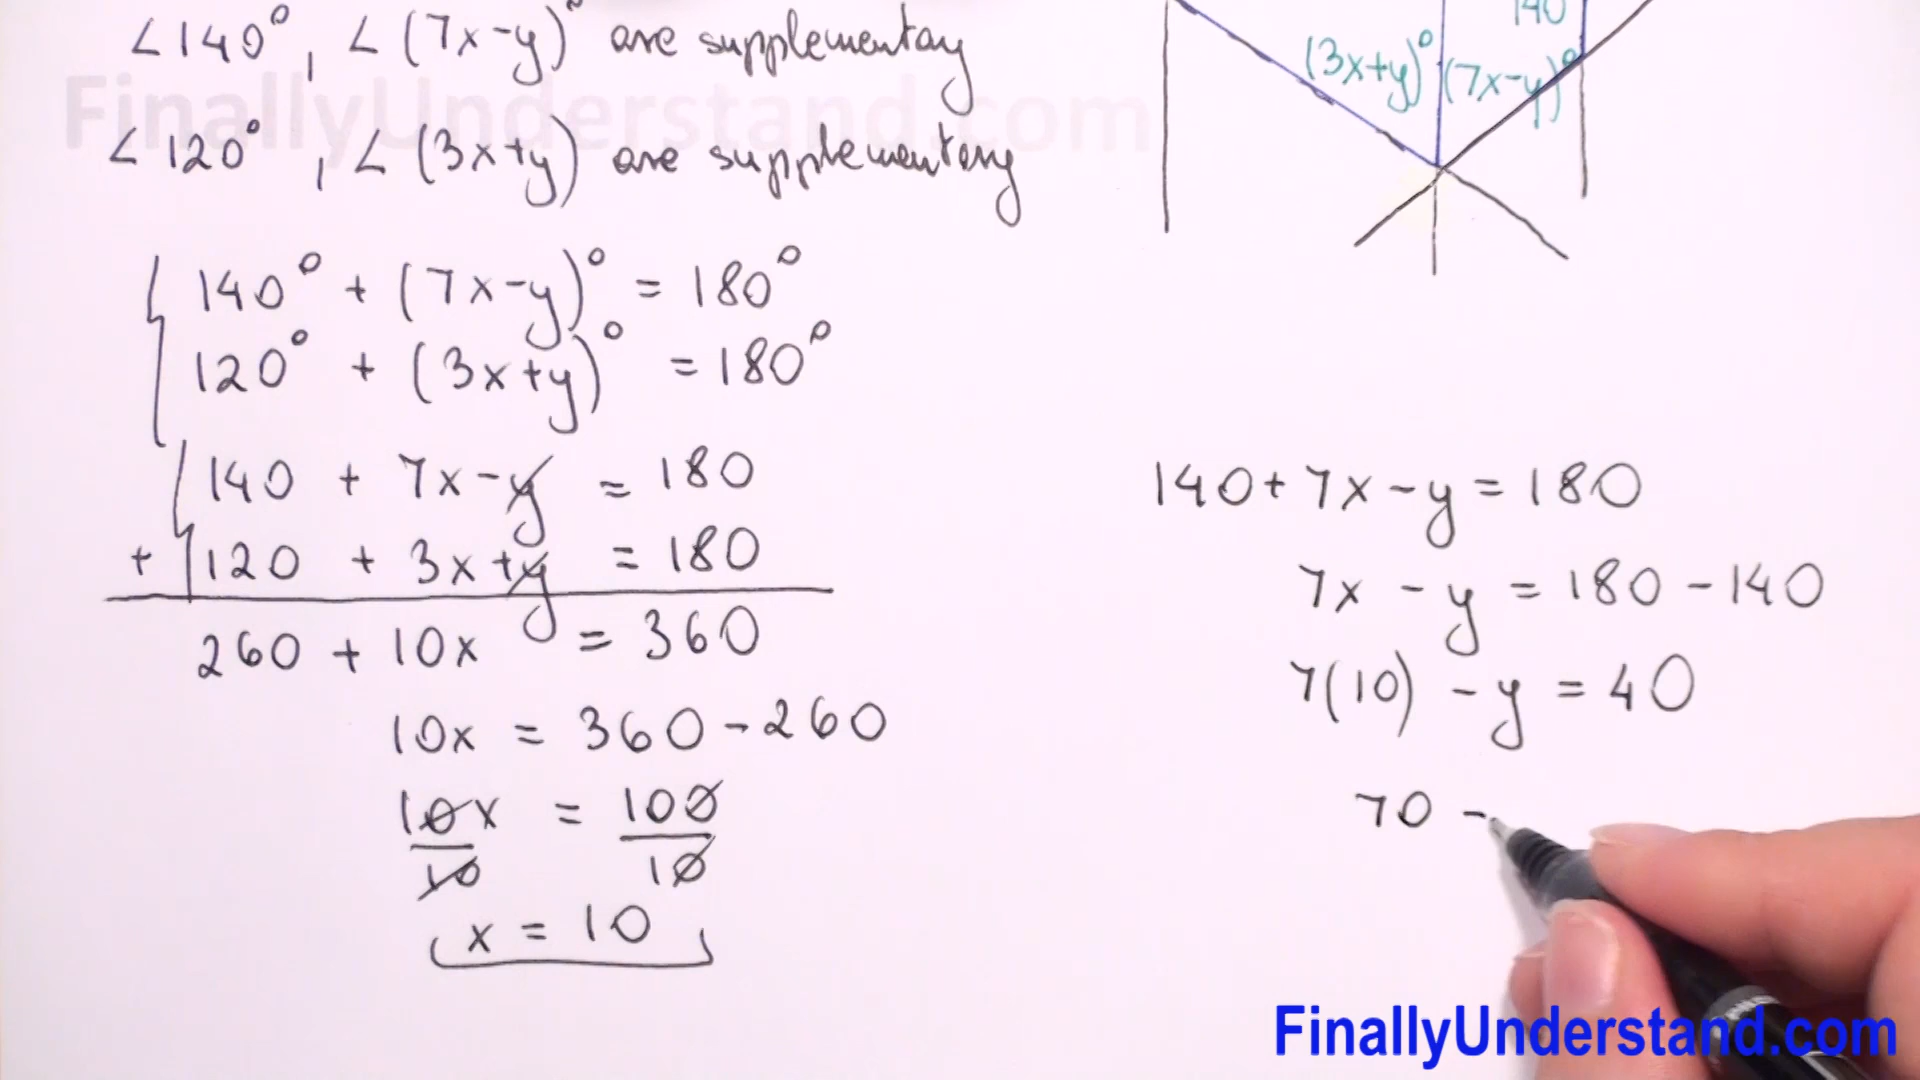 ∠140°, ∠(7x-y)° are supplementary
∠120°, ∠(3x+y) are supplementary
140° + (7x-y)° = 180°
120° + (3x+y)° = 180°
140 + 7x-y = 180
+ 120 + 3x+y = 180
260 + 10x = 360
10x = 360-260
10x/10 = 100/10
x = 10
140
(3x+y)° (7x-y)°
140+7x-y=180
7x - y = 180-140
7(10) - y = 40
70 -
FinallyUnderstand.com
FinallyUnderstand.com